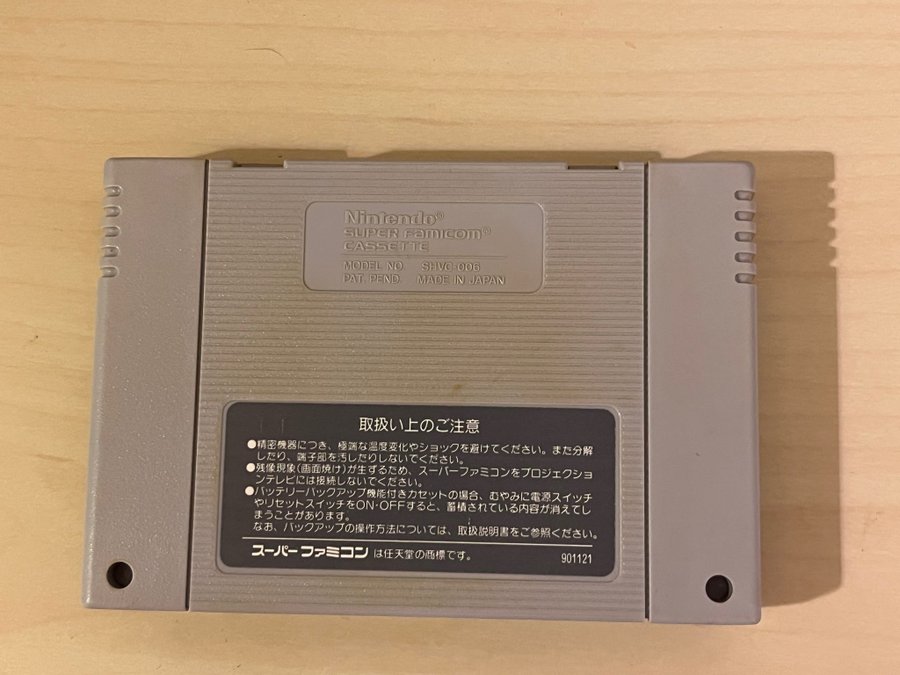 Nintendo®
SUPER FAMICOM®
CASSETTE
MODEL NO. SHVC-006
PAT. PEND. MADE IN JAPAN
取扱い上のご注意
●精密機器につき、極端な温度変化やショックを避けてください。また分解
したり、端子部を汚したりしないでください。
●残像現象(画面焼け)が生ずるため、スーパーファミコンをプロジェクショ
ンテレビには接続しないでください。
●バッテリーバックアップ機能付きカセットの場合、むやみに電源スイッチ
やリセットスイッチをON・OFFすると、蓄積されている内容が消えてし
まうことがあります。
なお、バックアップの操作方法については、取扱説明書をご参照ください。
スーパーファミコン は任天堂の商標です。
901121